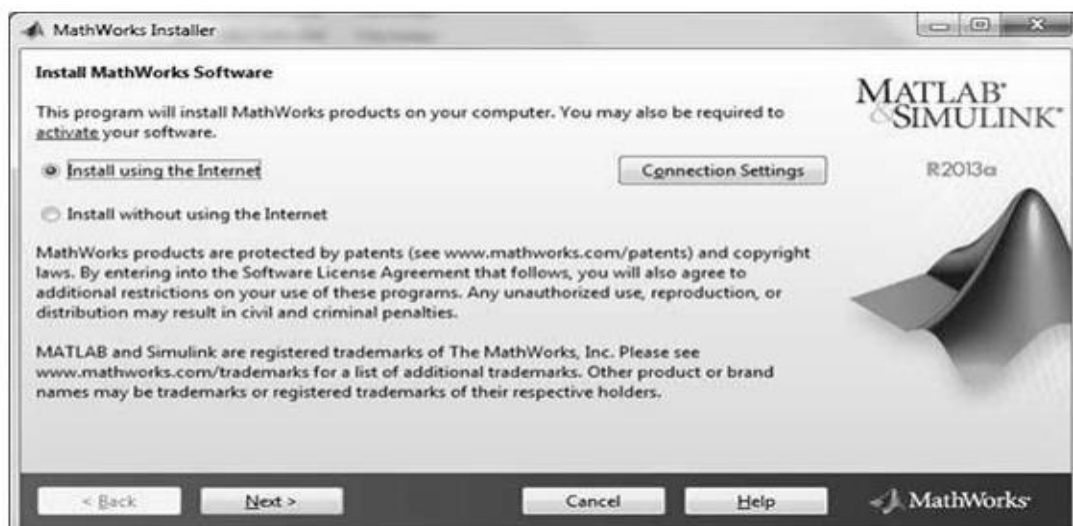 MathWorks Installer
Install MathWorks Software
This program will install MathWorks products on your computer. You may also be required to
activate your software.
Install using the Internet
Connection Settings
Install without using the Internet
MathWorks products are protected by patents (see www.mathworks.com/patents) and copyright
laws. By entering into the Software License Agreement that follows, you will also agree to
additional restrictions on your use of these programs. Any unauthorized use, reproduction, or
distribution may result in civil and criminal penalties.
MATLAB and Simulink are registered trademarks of The MathWorks, Inc. Please see
www.mathworks.com/trademarks for a list of additional trademarks. Other product or brand
names may be trademarks or registered trademarks of their respective holders.
MATLAB®
&SIMULINK®
R2013a
< Back
Next >
Cancel
Help
MathWorks®